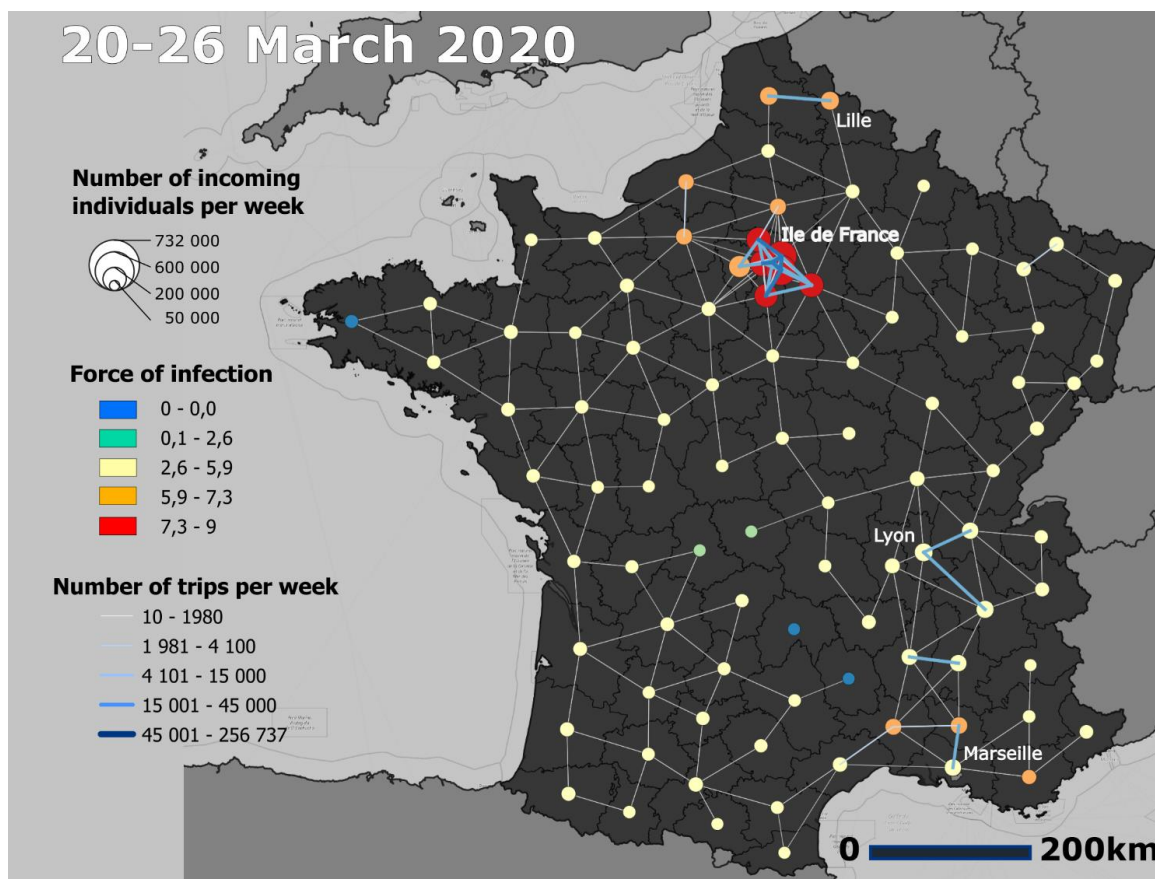 20-26 March 2020
Number of incoming
individuals per week
732 000
600 000
200 000
50 000
Force of infection
0 - 0,0
0,1 - 2,6
2,6 - 5,9
5,9 - 7,3
7,3 - 9
Number of trips per week
10 - 1980
1 981 - 4 100
4 101 - 15 000
15 001 - 45 000
45 001 - 256 737
Lille
Ile de France
Lyon
Marseille
0 200km